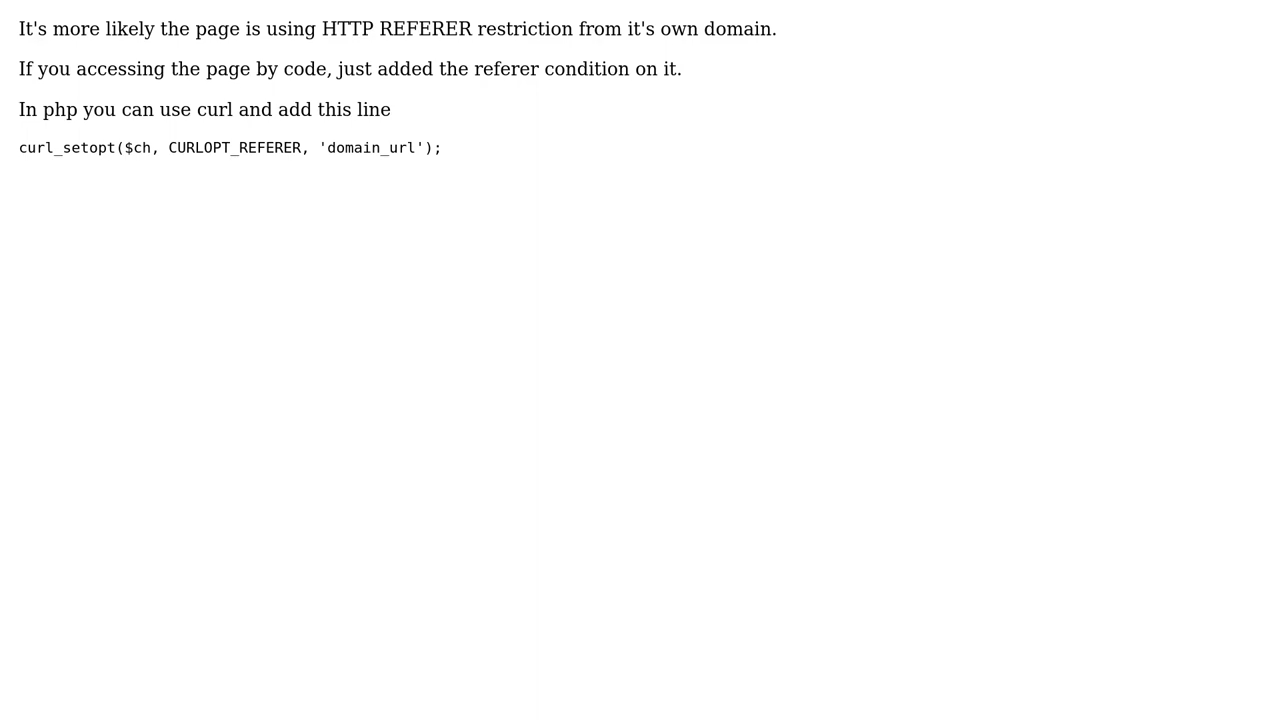 It's more likely the page is using HTTP REFERER restriction from it's own domain.
If you accessing the page by code, just added the referer condition on it.
In php you can use curl and add this line
curl_setopt($ch, CURLOPT_REFERER, 'domain_url');